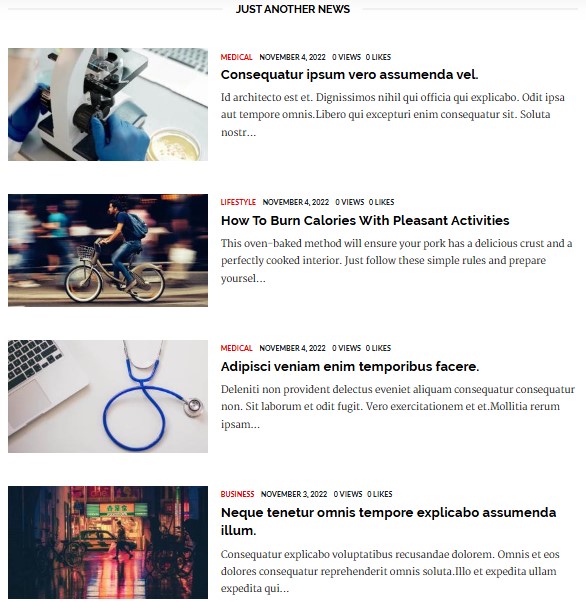 JUST ANOTHER NEWS
MEDICAL NOVEMBER 4, 2022 0 VIEWS 0 LIKES
Consequatur ipsum vero assumenda vel.
Id architecto est et. Dignissimos nihil qui officia qui explicabo. Odit ipsa
aut tempore omnis.Libero qui excepturi enim consequatur sit. Soluta
nostr...
LIFESTYLE NOVEMBER 4, 2022 0 VIEWS 0 LIKES
How To Burn Calories With Pleasant Activities
This oven-baked method will ensure your pork has a delicious crust and a
perfectly cooked interior. Just follow these simple rules and prepare
yoursel...
MEDICAL NOVEMBER 4, 2022 0 VIEWS 0 LIKES
Adipisci veniam enim temporibus facere.
Deleniti non provident delectus eveniet aliquam consequatur consequatur
non. Sit laborum et odit fugit. Vero exercitationem et et.Mollitia rerum
ipsam...
BUSINESS NOVEMBER 3, 2022 0 VIEWS 0 LIKES
Neque tenetur omnis tempore explicabo assumenda
illum.
Consequatur explicabo voluptatibus recusandae dolorem. Omnis et eos
dolores consequatur reprehenderit omnis soluta.Illo et expedita ullam
expedita qui...